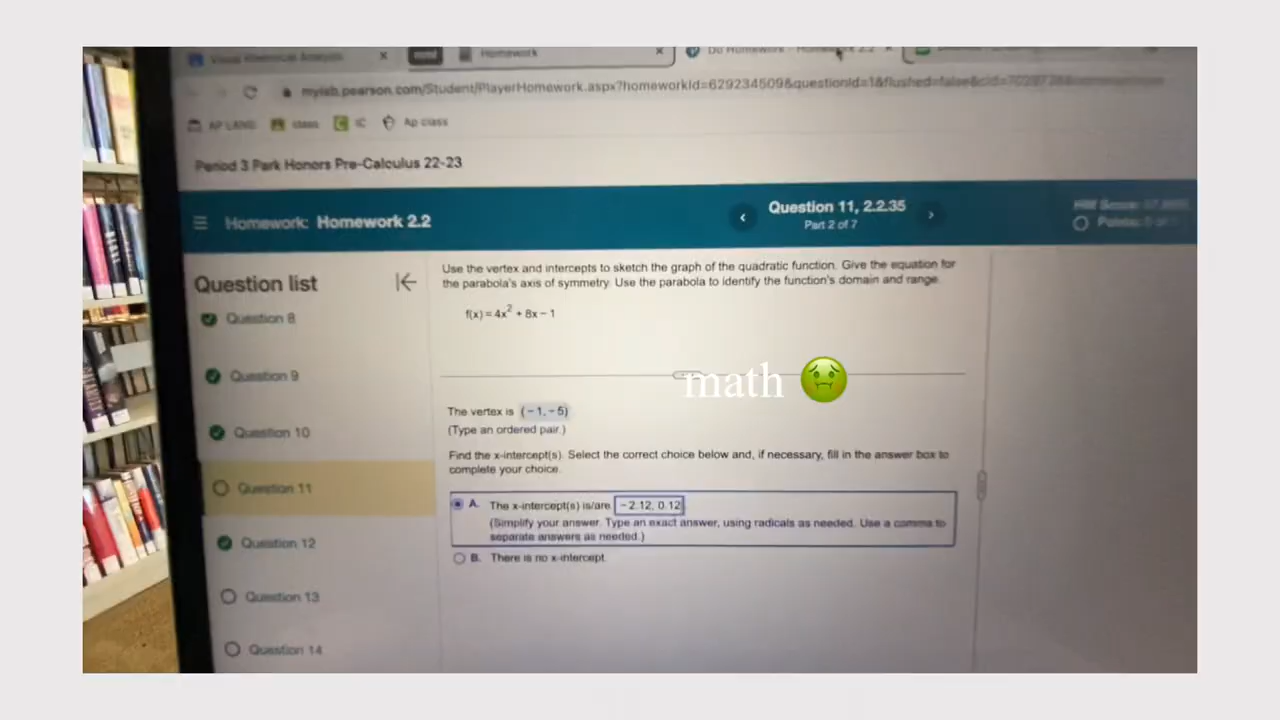 Homework
mylab.pearson.com/Student/PlayerHomework.aspx?homeworkId=629234509&questionId=1&flushed=false&cId=
AP LANG class IC Ap class
Period 3 Park Honors Pre-Calculus 22-23
Homework: Homework 2.2
Question 11, 2.2.35
Part 2 of 7
Question list
Question 8
Question 9
Question 10
Question 11
Question 12
Question 13
Question 14
Use the vertex and intercepts to sketch the graph of the quadratic function. Give the equation for
the parabola's axis of symmetry. Use the parabola to identify the function's domain and range.
f(x) = 4x² + 8x − 1
math 🤢
The vertex is (−1,−5)
(Type an ordered pair.)
Find the x-intercept(s). Select the correct choice below and, if necessary, fill in the answer box to
complete your choice.
A. The x-intercept(s) is/are −2.12, 0.12
(Simplify your answer. Type an exact answer, using radicals as needed. Use a comma to
separate answers as needed.)
B. There is no x-intercept.